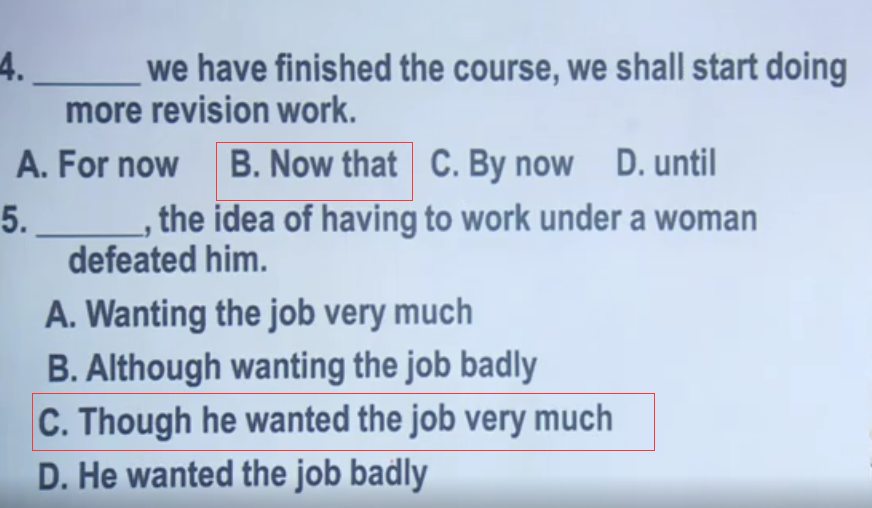 4. ______ we have finished the course, we shall start doing
more revision work.
A. For now B. Now that C. By now D. until
5. ______, the idea of having to work under a woman
defeated him.
A. Wanting the job very much
B. Although wanting the job badly
C. Though he wanted the job very much
D. He wanted the job badly